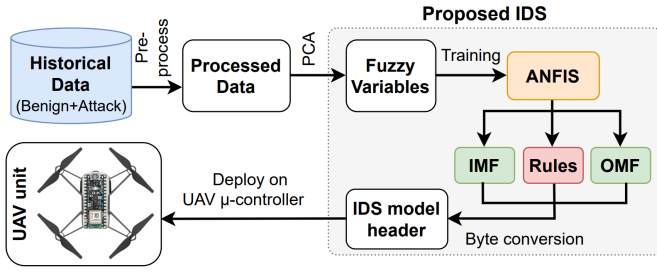 Proposed IDS
Historical
Data
(Benign+Attack)
Pre-
process
Processed
Data
PCA
Fuzzy
Variables
Training
ANFIS
IMF
Rules
OMF
UAV unit
Deploy on
UAV µ-controller
IDS model
header
Byte conversion